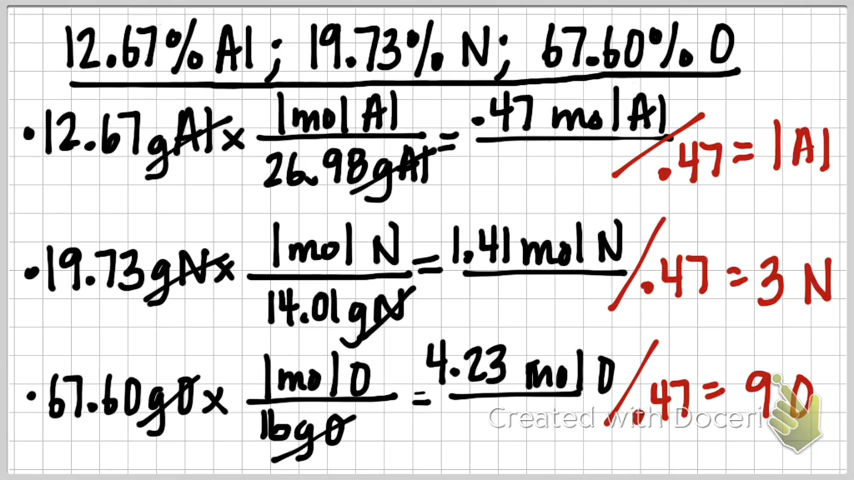 12.67% Al; 19.73% N; 67.60% O
• 12.67 g Al x 1 mol Al / 26.98 g Al = .47 mol Al / .47 = 1 Al
• 19.73 g N x 1 mol N / 14.01 g N = 1.41 mol N / .47 = 3 N
• 67.60 g O x 1 mol O / 16 g O = 4.23 mol O / .47 = 9 O
Created with Doceri